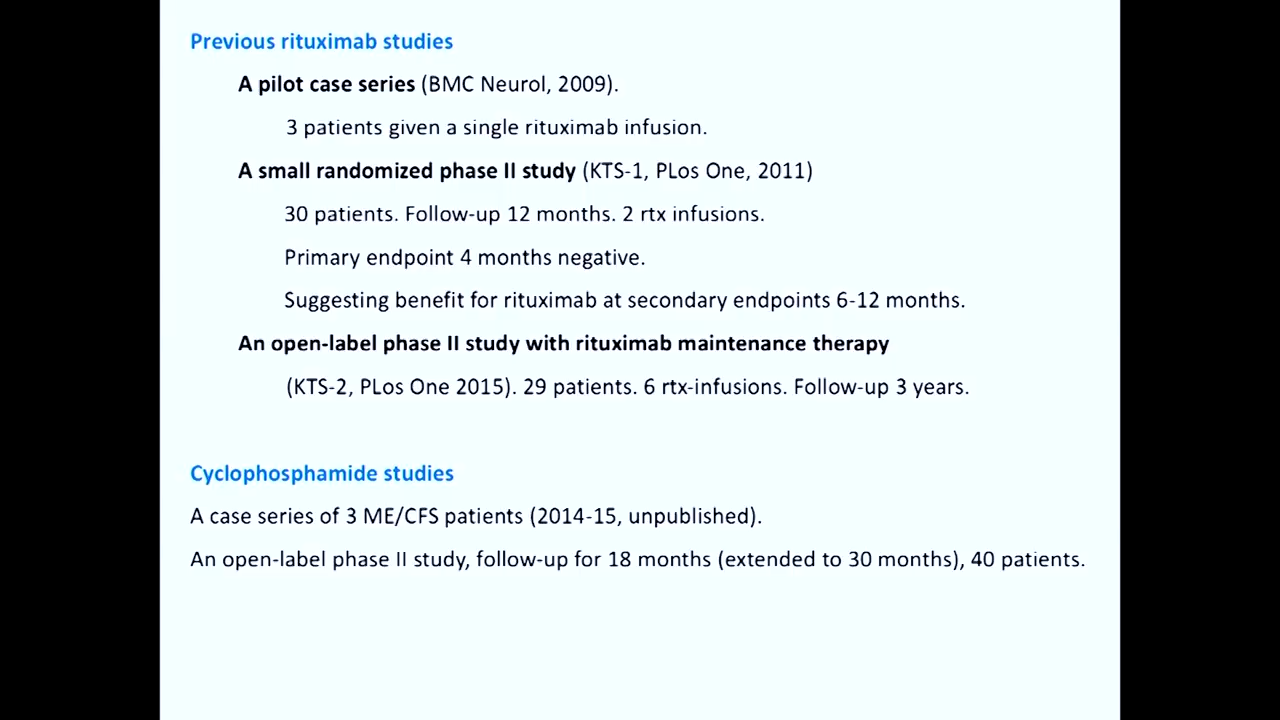 Previous rituximab studies
A pilot case series (BMC Neurol, 2009).
3 patients given a single rituximab infusion.
A small randomized phase II study (KTS-1, PLos One, 2011)
30 patients. Follow-up 12 months. 2 rtx infusions.
Primary endpoint 4 months negative.
Suggesting benefit for rituximab at secondary endpoints 6-12 months.
An open-label phase II study with rituximab maintenance therapy
(KTS-2, PLos One 2015). 29 patients. 6 rtx-infusions. Follow-up 3 years.
Cyclophosphamide studies
A case series of 3 ME/CFS patients (2014-15, unpublished).
An open-label phase II study, follow-up for 18 months (extended to 30 months), 40 patients.